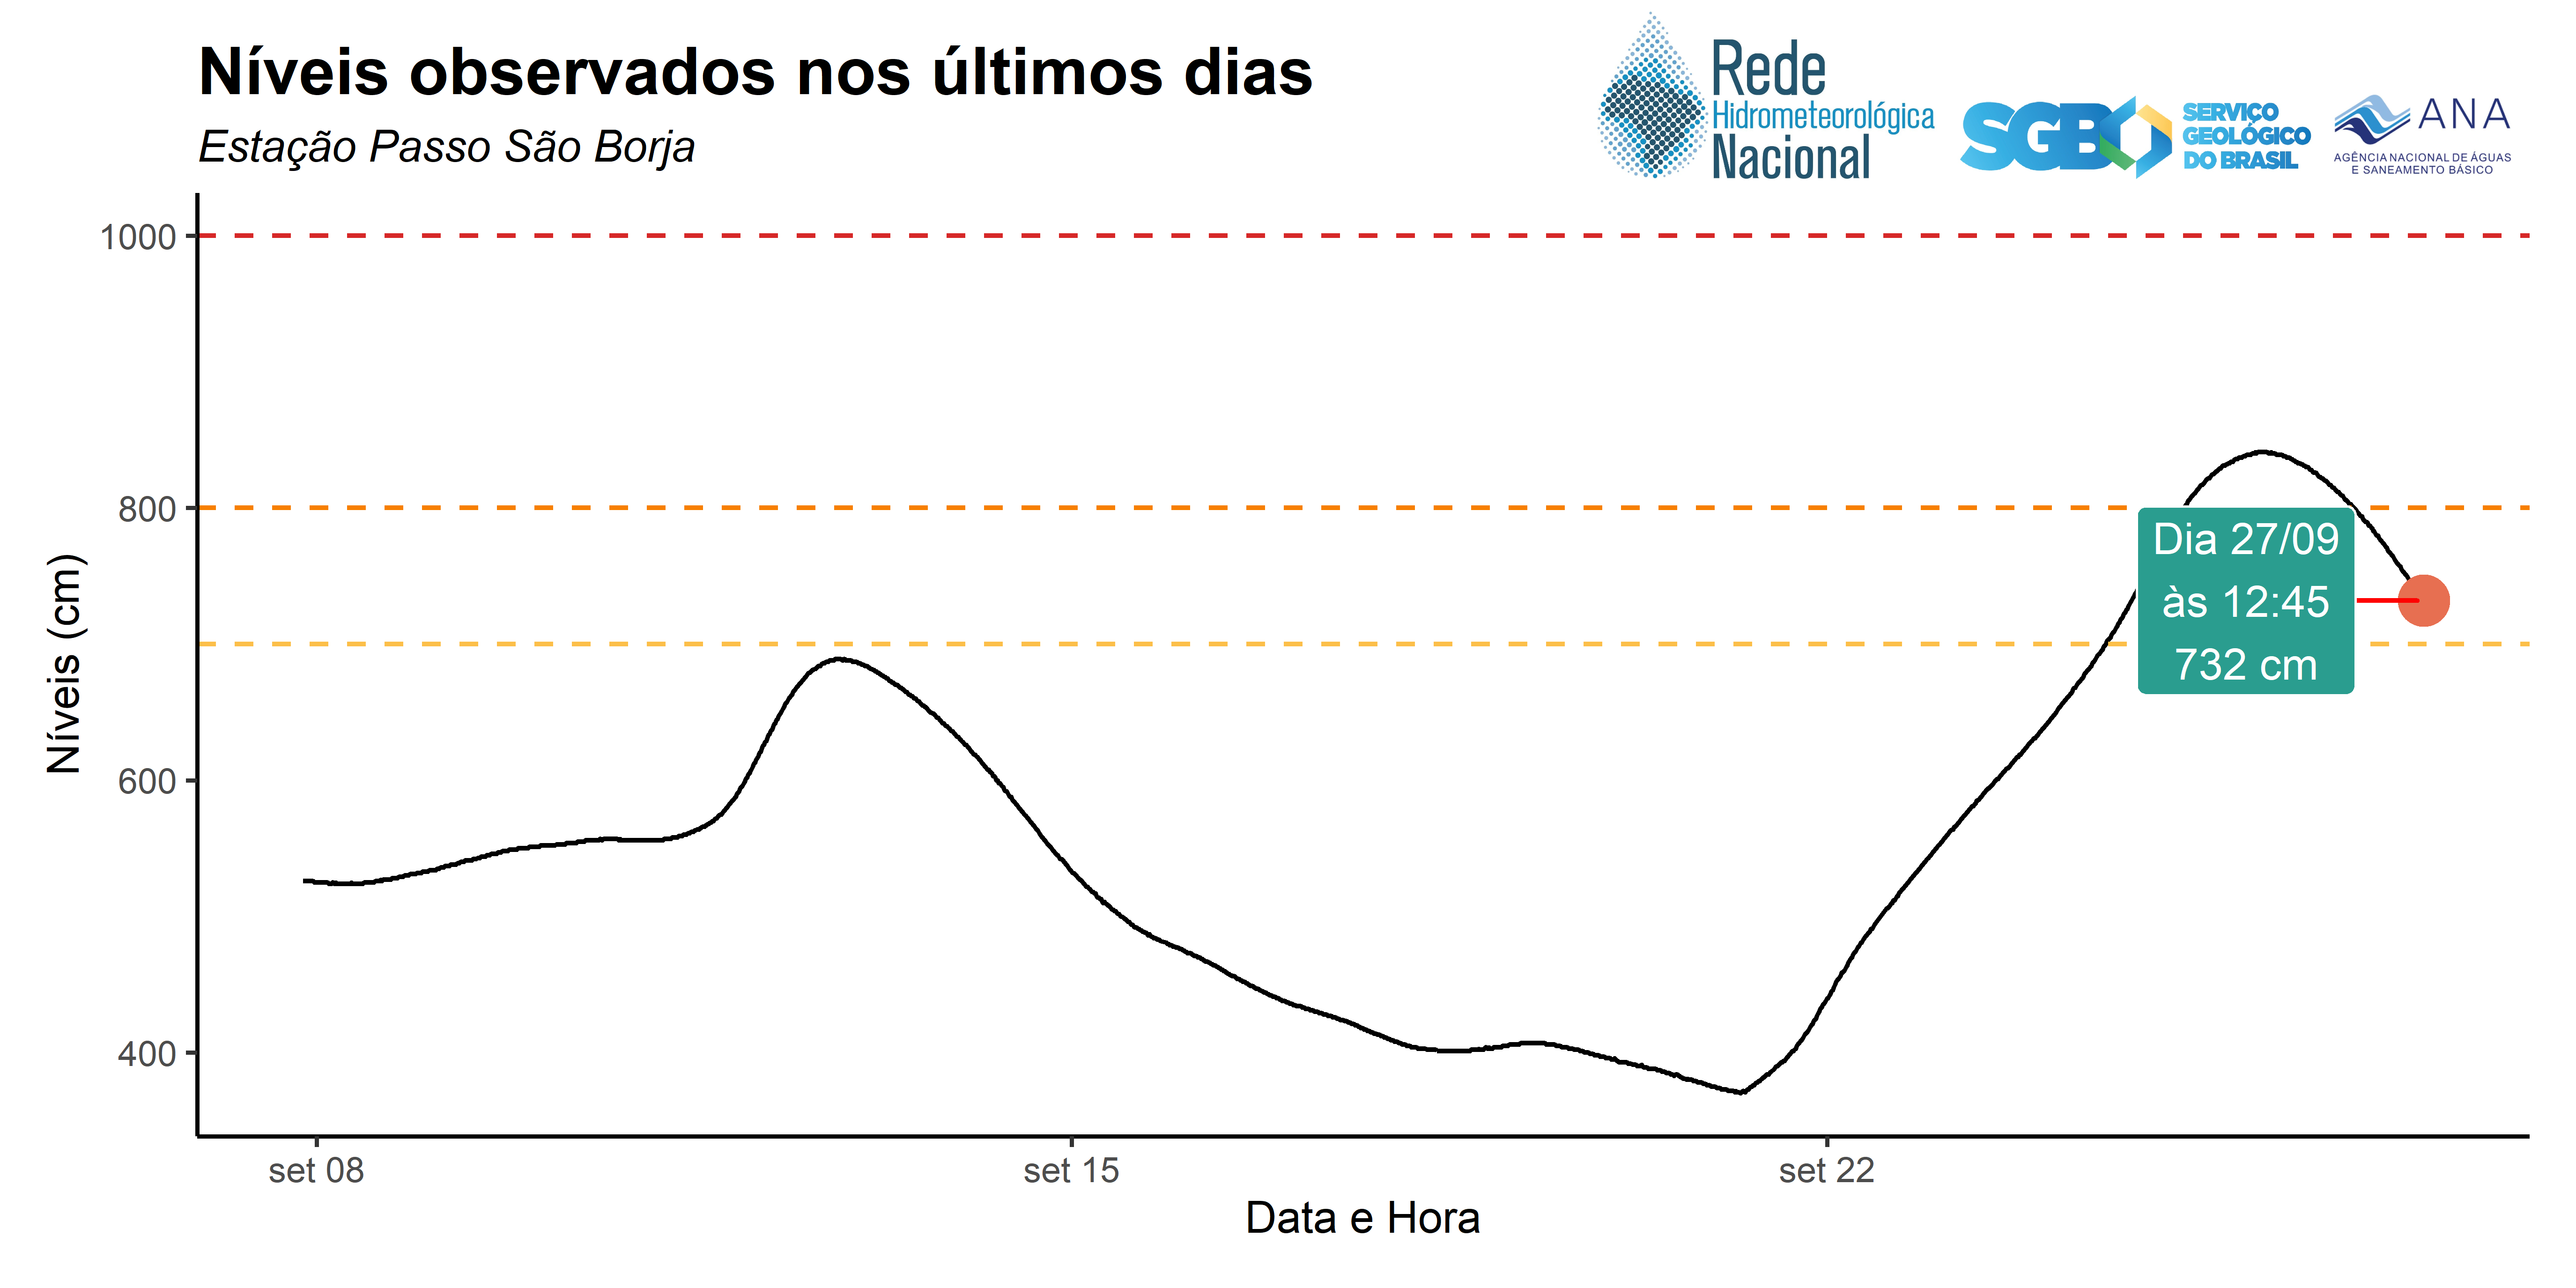 Níveis observados nos últimos dias
Estação Passo São Borja
Rede
Hidrometeorológica
Nacional
SGB
SERVIÇO
GEOLÓGICO
DO BRASIL
ANA
AGÊNCIA NACIONAL DE ÁGUAS
E SANEAMENTO BÁSICO
Níveis (cm)
1000
800
600
400
Dia 27/09
às 12:45
732 cm
set 08
set 15
set 22
Data e Hora